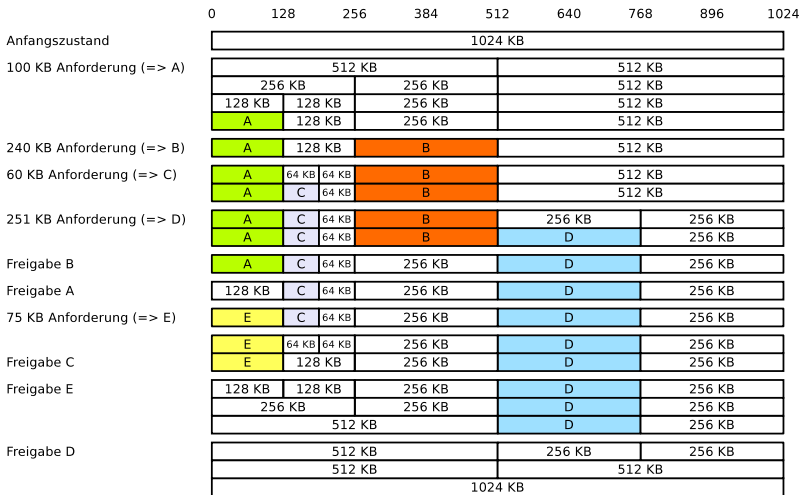 0 128 256 384 512 640 768 896 1024
Anfangszustand 1024 KB
100 KB Anforderung (=> A) 512 KB 512 KB
256 KB 256 KB 512 KB
128 KB 128 KB 256 KB 512 KB
A 128 KB 256 KB 512 KB
240 KB Anforderung (=> B) A 128 KB B 512 KB
60 KB Anforderung (=> C) A 64 KB 64 KB B 512 KB
A C 64 KB B 512 KB
251 KB Anforderung (=> D) A C 64 KB B 256 KB 256 KB
A C 64 KB B D 256 KB
Freigabe B A C 64 KB 256 KB D 256 KB
Freigabe A 128 KB C 64 KB 256 KB D 256 KB
75 KB Anforderung (=> E) E C 64 KB 256 KB D 256 KB
E 64 KB 64 KB 256 KB D 256 KB
Freigabe C E 128 KB 256 KB D 256 KB
Freigabe E 128 KB 128 KB 256 KB D 256 KB
256 KB 256 KB D 256 KB
512 KB D 256 KB
Freigabe D 512 KB 256 KB 256 KB
512 KB 512 KB
1024 KB